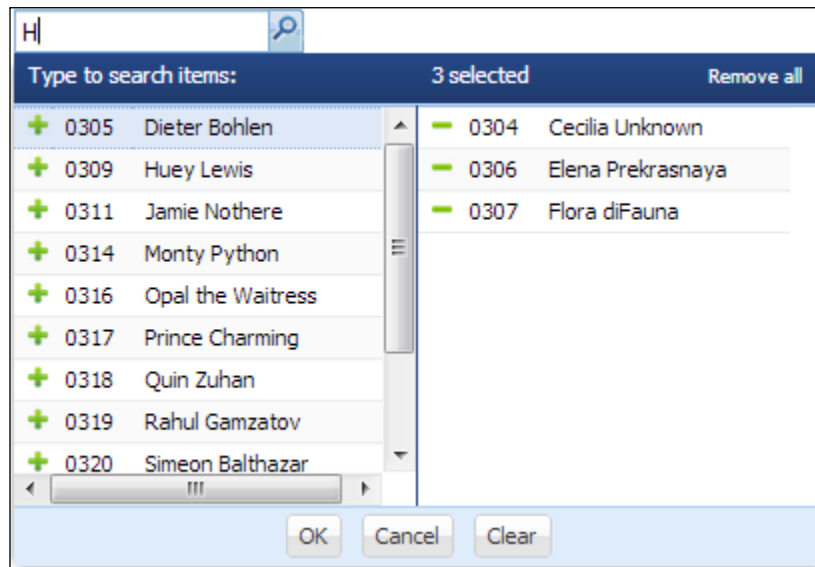 H
Type to search items: 3 selected Remove all
0305 Dieter Bohlen
0309 Huey Lewis
0311 Jamie Nothere
0314 Monty Python
0316 Opal the Waitress
0317 Prince Charming
0318 Quin Zuhan
0319 Rahul Gamzatov
0320 Simeon Balthazar
0304 Cecilia Unknown
0306 Elena Prekrasnaya
0307 Flora diFauna
OK Cancel Clear